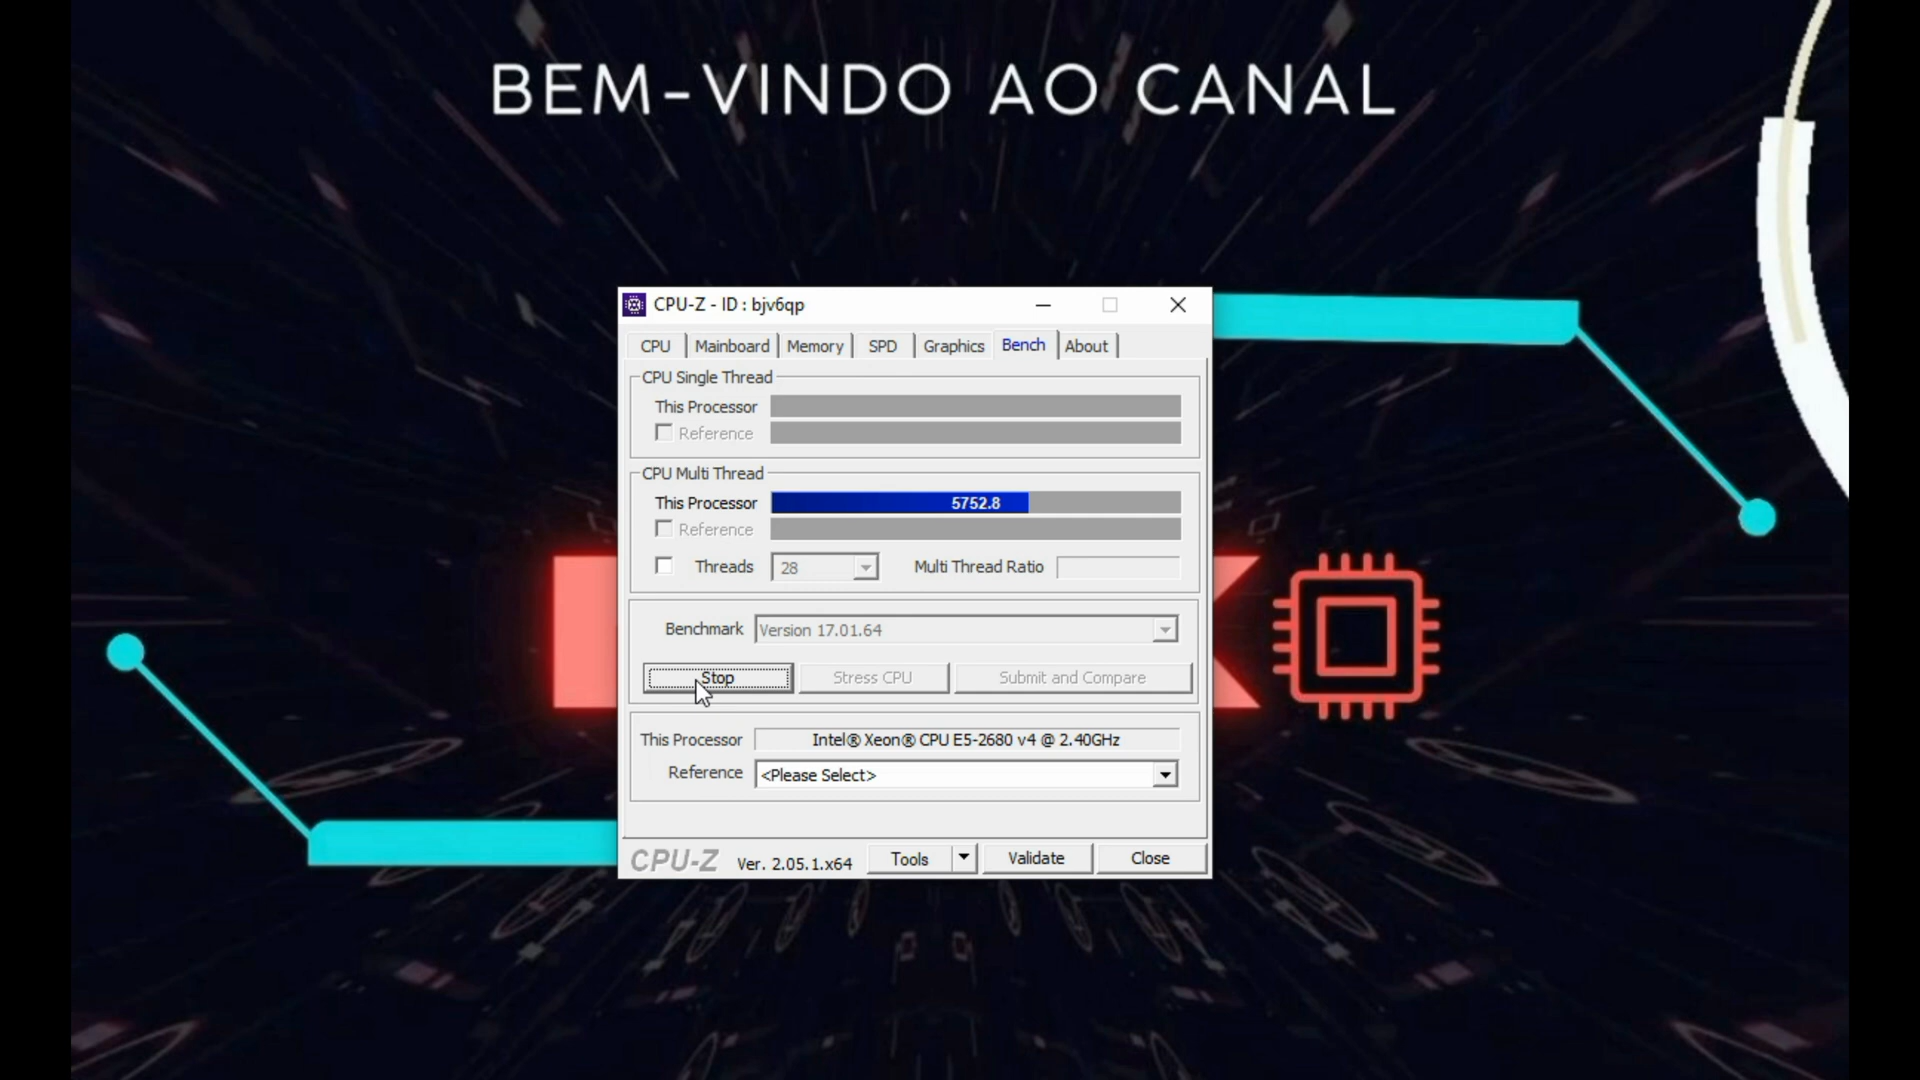 BEM-VINDO AO CANAL
CPU-Z - ID : bjv6qp
CPU Mainboard Memory SPD Graphics Bench About
CPU Single Thread
This Processor
Reference
CPU Multi Thread
This Processor 5752.8
Reference
Threads 28 Multi Thread Ratio
Benchmark Version 17.01.64
Stop Stress CPU Submit and Compare
This Processor Intel® Xeon® CPU E5-2680 v4 @ 2.40GHz
Reference <Please Select>
CPU-Z Ver. 2.05.1.x64 Tools Validate Close